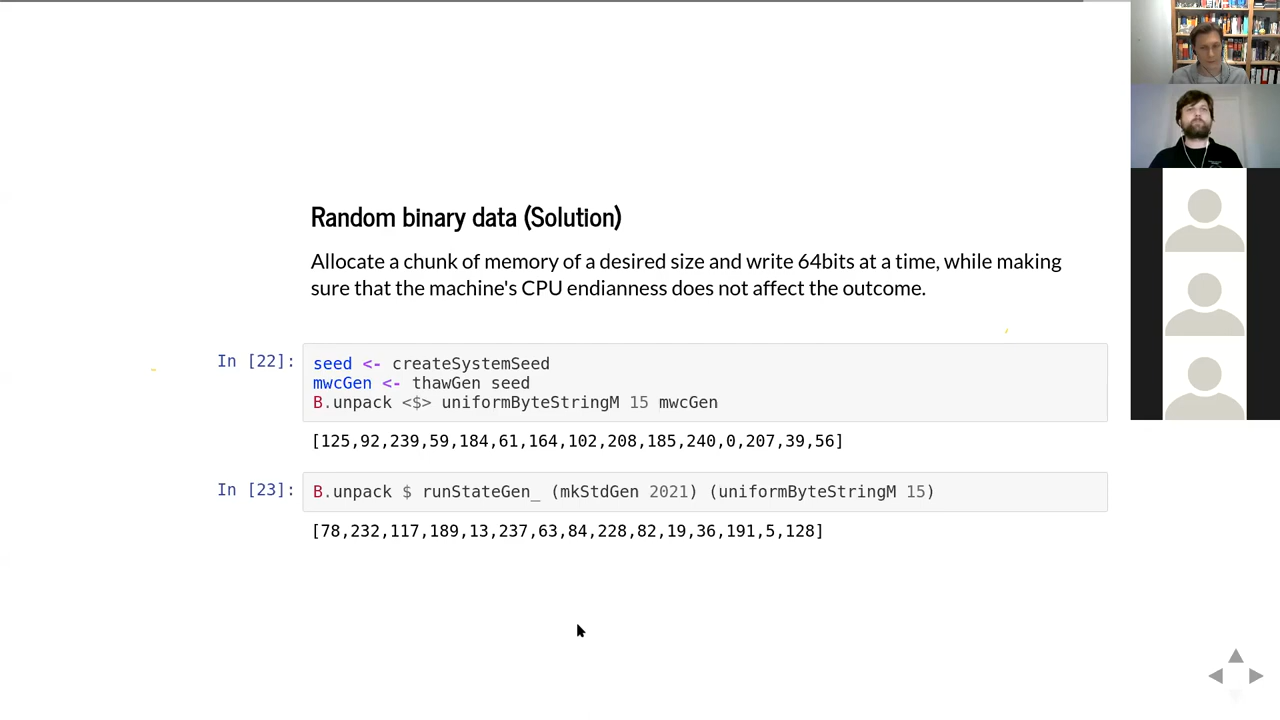 Random binary data (Solution)
Allocate a chunk of memory of a desired size and write 64bits at a time, while making
sure that the machine's CPU endianness does not affect the outcome.
In [22]:
seed <- createSystemSeed
mwcGen <- thawGen seed
B.unpack <$> uniformByteStringM 15 mwcGen
[125,92,239,59,184,61,164,102,208,185,240,0,207,39,56]
In [23]:
B.unpack $ runStateGen_ (mkStdGen 2021) (uniformByteStringM 15)
[78,232,117,189,13,237,63,84,228,82,19,36,191,5,128]